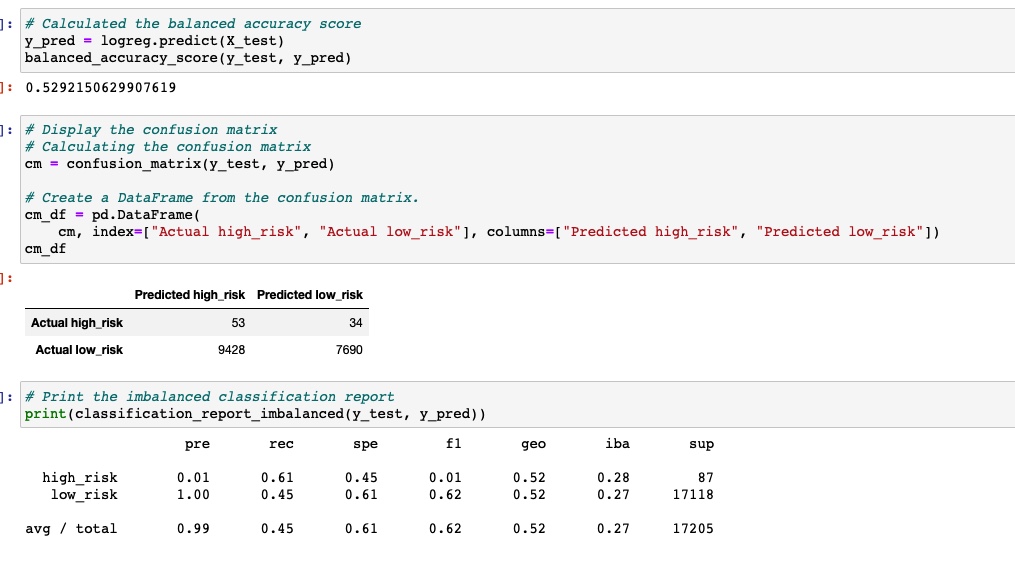 ]: # Calculated the balanced accuracy score
y_pred = logreg.predict(X_test)
balanced_accuracy_score(y_test, y_pred)
]: 0.5292150629907619
]: # Display the confusion matrix
# Calculating the confusion matrix
cm = confusion_matrix(y_test, y_pred)
# Create a DataFrame from the confusion matrix.
cm_df = pd.DataFrame(
    cm, index=["Actual high_risk", "Actual low_risk"], columns=["Predicted high_risk", "Predicted low_risk"])
cm_df
]:
Predicted high_risk Predicted low_risk
Actual high_risk 53 34
Actual low_risk 9428 7690
]: # Print the imbalanced classification report
print(classification_report_imbalanced(y_test, y_pred))
pre rec spe f1 geo iba sup
high_risk 0.01 0.61 0.45 0.01 0.52 0.28 87
low_risk 1.00 0.45 0.61 0.62 0.52 0.27 17118
avg / total 0.99 0.45 0.61 0.62 0.52 0.27 17205